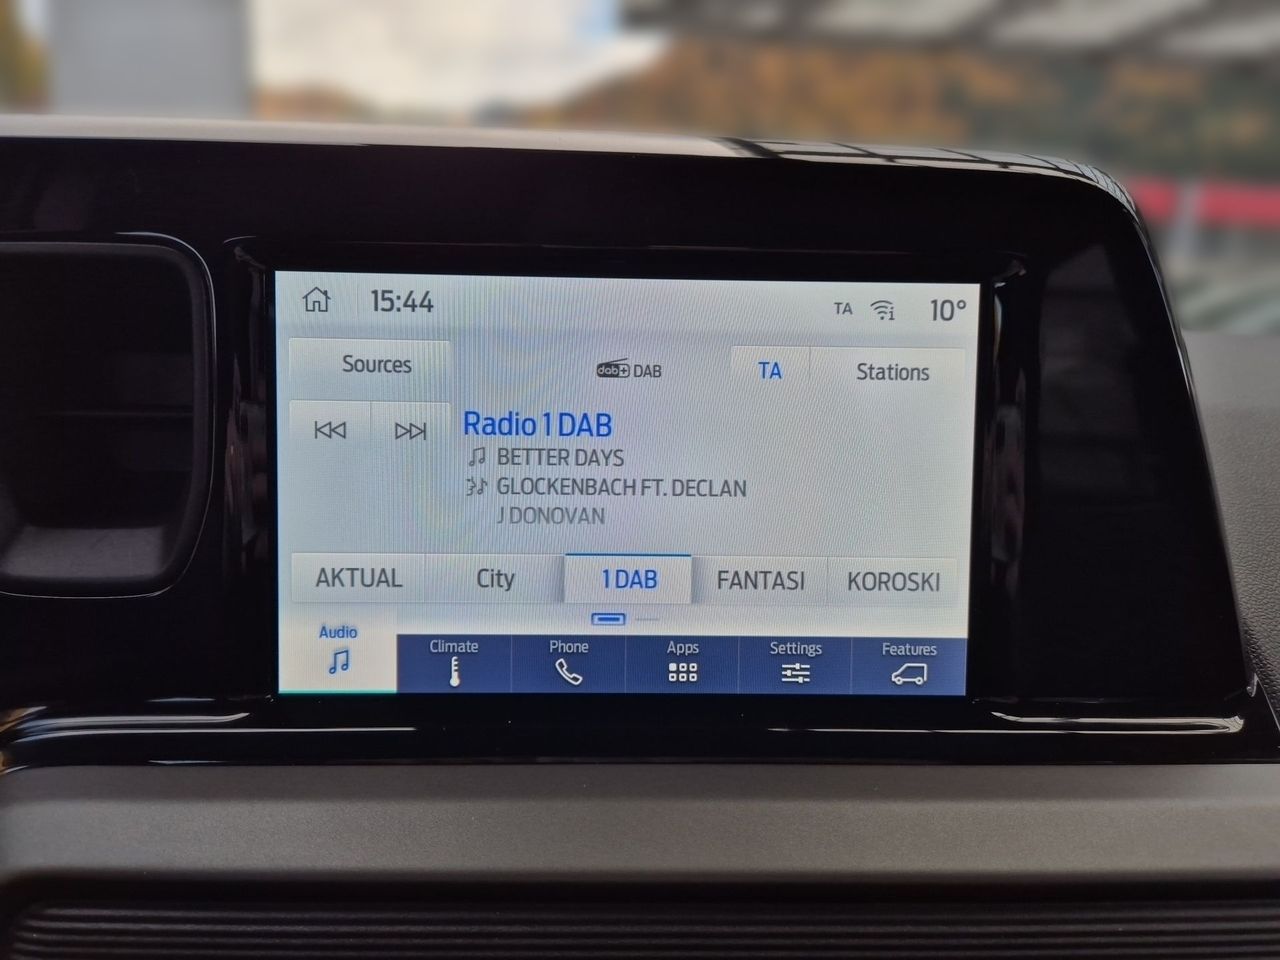 15:44
TA
10°
Sources
dab+ DAB
TA
Stations
Radio 1 DAB
BETTER DAYS
GLOCKENBACH FT. DECLAN
J DONOVAN
AKTUAL
City
1 DAB
FANTASI
KOROSKI
Audio
Climate
Phone
Apps
Settings
Features